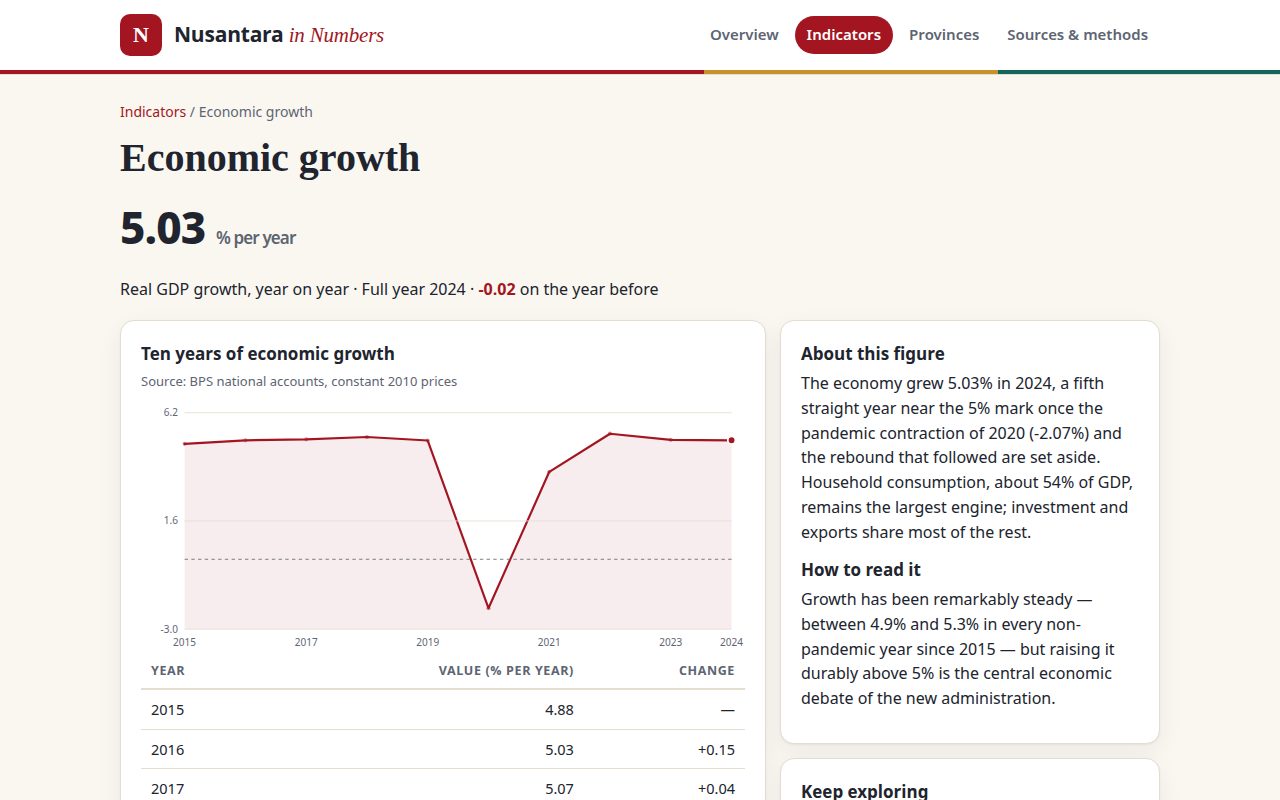 N Nusantara in Numbers
Overview Indicators Provinces Sources & methods
Indicators / Economic growth
Economic growth
5.03 % per year
Real GDP growth, year on year · Full year 2024 · -0.02 on the year before
Ten years of economic growth
Source: BPS national accounts, constant 2010 prices
6.2
1.6
-3.0
2015 2017 2019 2021 2023 2024
YEAR VALUE (% PER YEAR) CHANGE
2015 4.88 —
2016 5.03 +0.15
2017 5.07 +0.04
About this figure
The economy grew 5.03% in 2024, a fifth
straight year near the 5% mark once the
pandemic contraction of 2020 (-2.07%) and
the rebound that followed are set aside.
Household consumption, about 54% of GDP,
remains the largest engine; investment and
exports share most of the rest.
How to read it
Growth has been remarkably steady —
between 4.9% and 5.3% in every non-
pandemic year since 2015 — but raising it
durably above 5% is the central economic
debate of the new administration.
Keep exploring